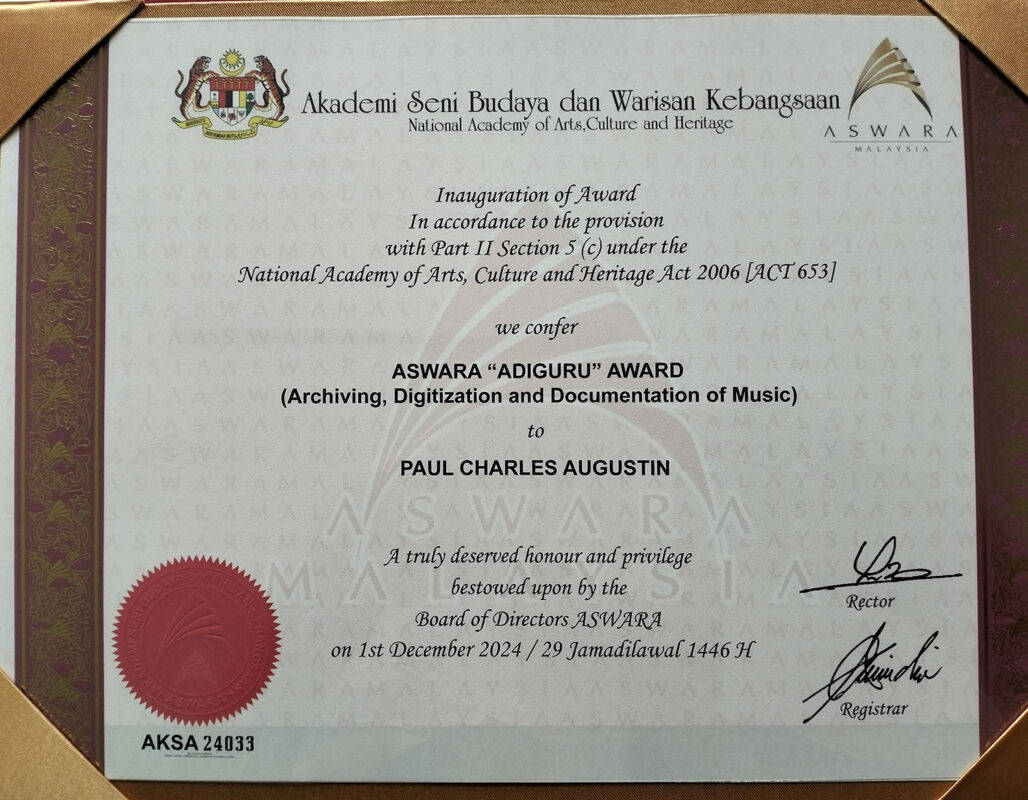 Akademi Seni Budaya dan Warisan Kebangsaan
National Academy of Arts,Culture and Heritage
ASWARA
MALAYSIA
Inauguration of Award
In accordance to the provision
with Part II Section 5 (c) under the
National Academy of Arts, Culture and Heritage Act 2006 [ACT 653]
we confer
ASWARA “ADIGURU” AWARD
(Archiving, Digitization and Documentation of Music)
to
PAUL CHARLES AUGUSTIN
ASWARA
MALAYSIA
A truly deserved honour and privilege
bestowed upon by the
Board of Directors ASWARA
on 1st December 2024 / 29 Jamadilawal 1446 H
Rector
Registrar
AKSA 24033